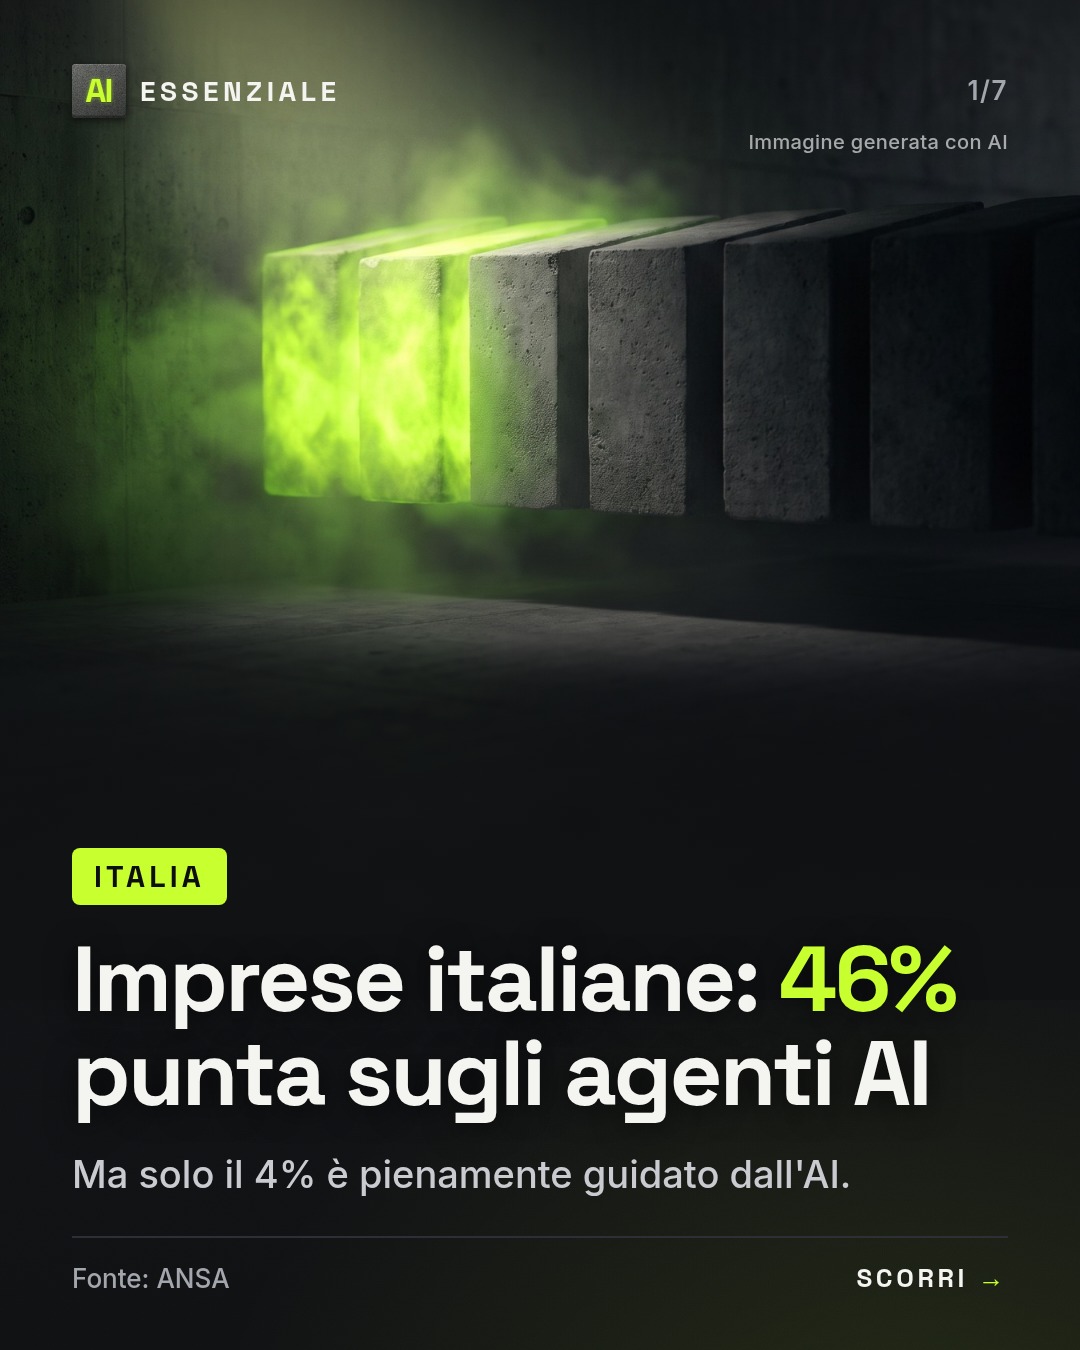 AI ESSENZIALE
1/7
Immagine generata con AI
ITALIA
Imprese italiane: 46%
punta sugli agenti AI
Ma solo il 4% è pienamente guidato dall'AI.
Fonte: ANSA
SCORRI →